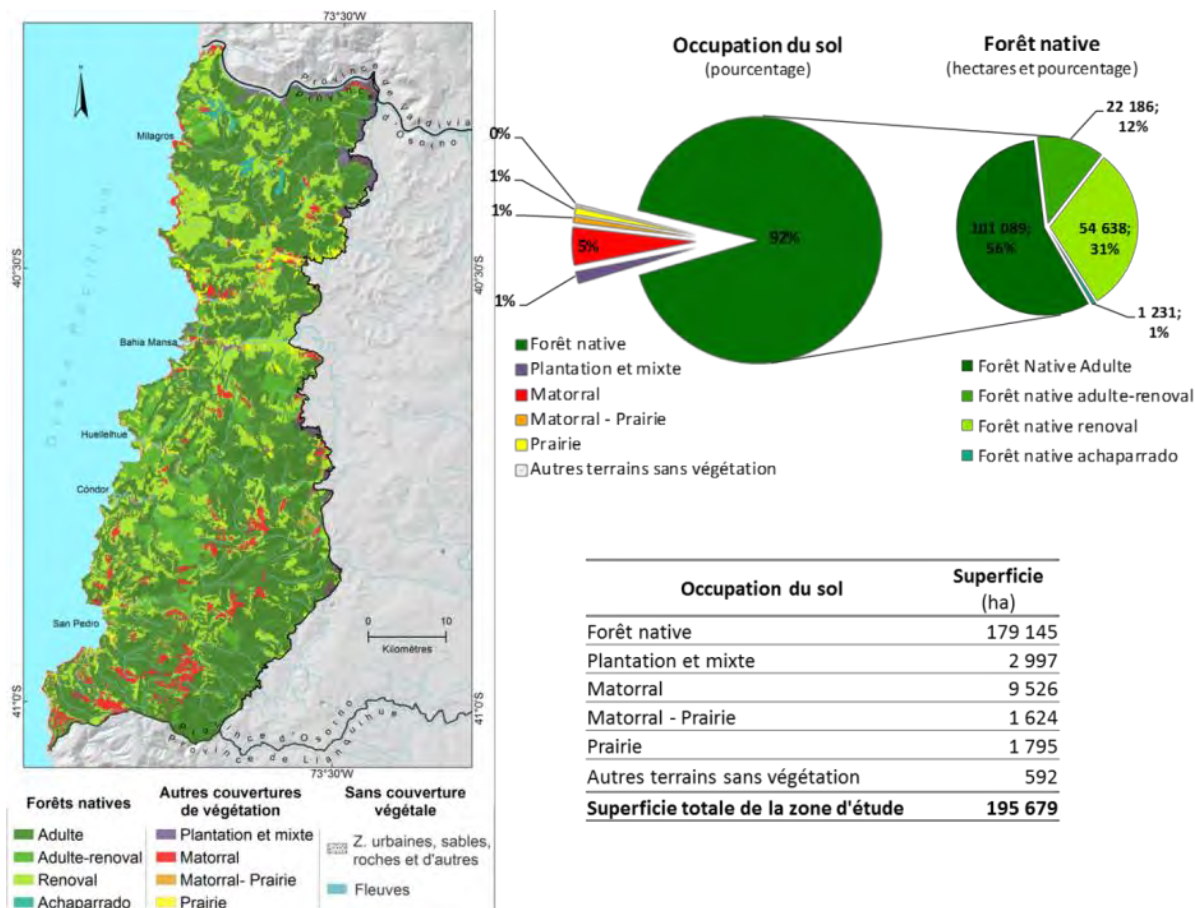 73°30'W
Province de Valdivia
Province d'Osorno
Milagros
40°30'S
40°30'S
Océan Pacifique
Bahia Mansa
Huellelhue
Cóndor
San Pedro
0 10
Kilomètres
41°0'S
41°0'S
Province d'Osorno
Province de Llanquihue
73°30'W
Forêts natives
Adulte
Adulte-renoval
Renoval
Achaparrado
Autres couvertures
de végétation
Plantation et mixte
Matorral
Matorral- Prairie
Prairie
Sans couverture
végétale
Z. urbaines, sables,
roches et d'autres
Fleuves
Occupation du sol
(pourcentage)
0%
1%
1%
5%
1%
92%
Forêt native
Plantation et mixte
Matorral
Matorral - Prairie
Prairie
Autres terrains sans végétation
Forêt native
(hectares et pourcentage)
22 186;
12%
101 089;
56%
54 638;
31%
1 231;
1%
Forêt Native Adulte
Forêt native adulte-renoval
Forêt native renoval
Forêt native achaparrado
Occupation du sol Superficie
(ha)
Forêt native 179 145
Plantation et mixte 2 997
Matorral 9 526
Matorral - Prairie 1 624
Prairie 1 795
Autres terrains sans végétation 592
Superficie totale de la zone d'étude 195 679